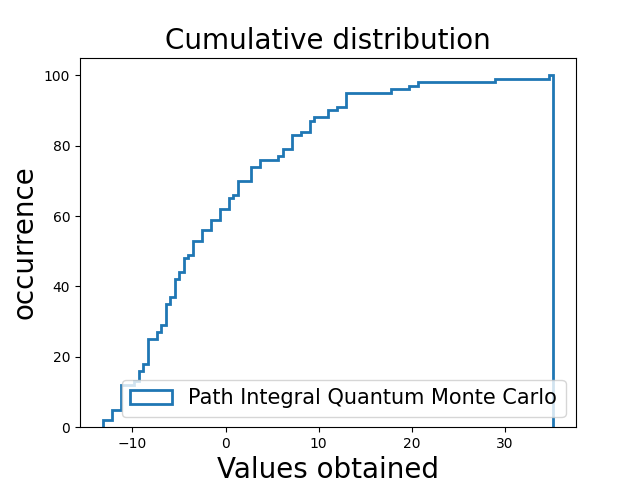 Cumulative distribution
100
80
60
40
20
0
occurrence
Path Integral Quantum Monte Carlo
−10
0
10
20
30
Values obtained